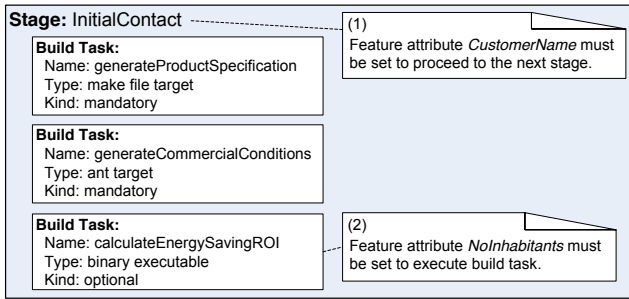 Stage: InitialContact
(1)
Feature attribute CustomerName must
be set to proceed to the next stage.
Build Task:
Name: generateProductSpecification
Type: make file target
Kind: mandatory
Build Task:
Name: generateCommercialConditions
Type: ant target
Kind: mandatory
Build Task:
Name: calculateEnergySavingROI
Type: binary executable
Kind: optional
(2)
Feature attribute NoInhabitants must
be set to execute build task.